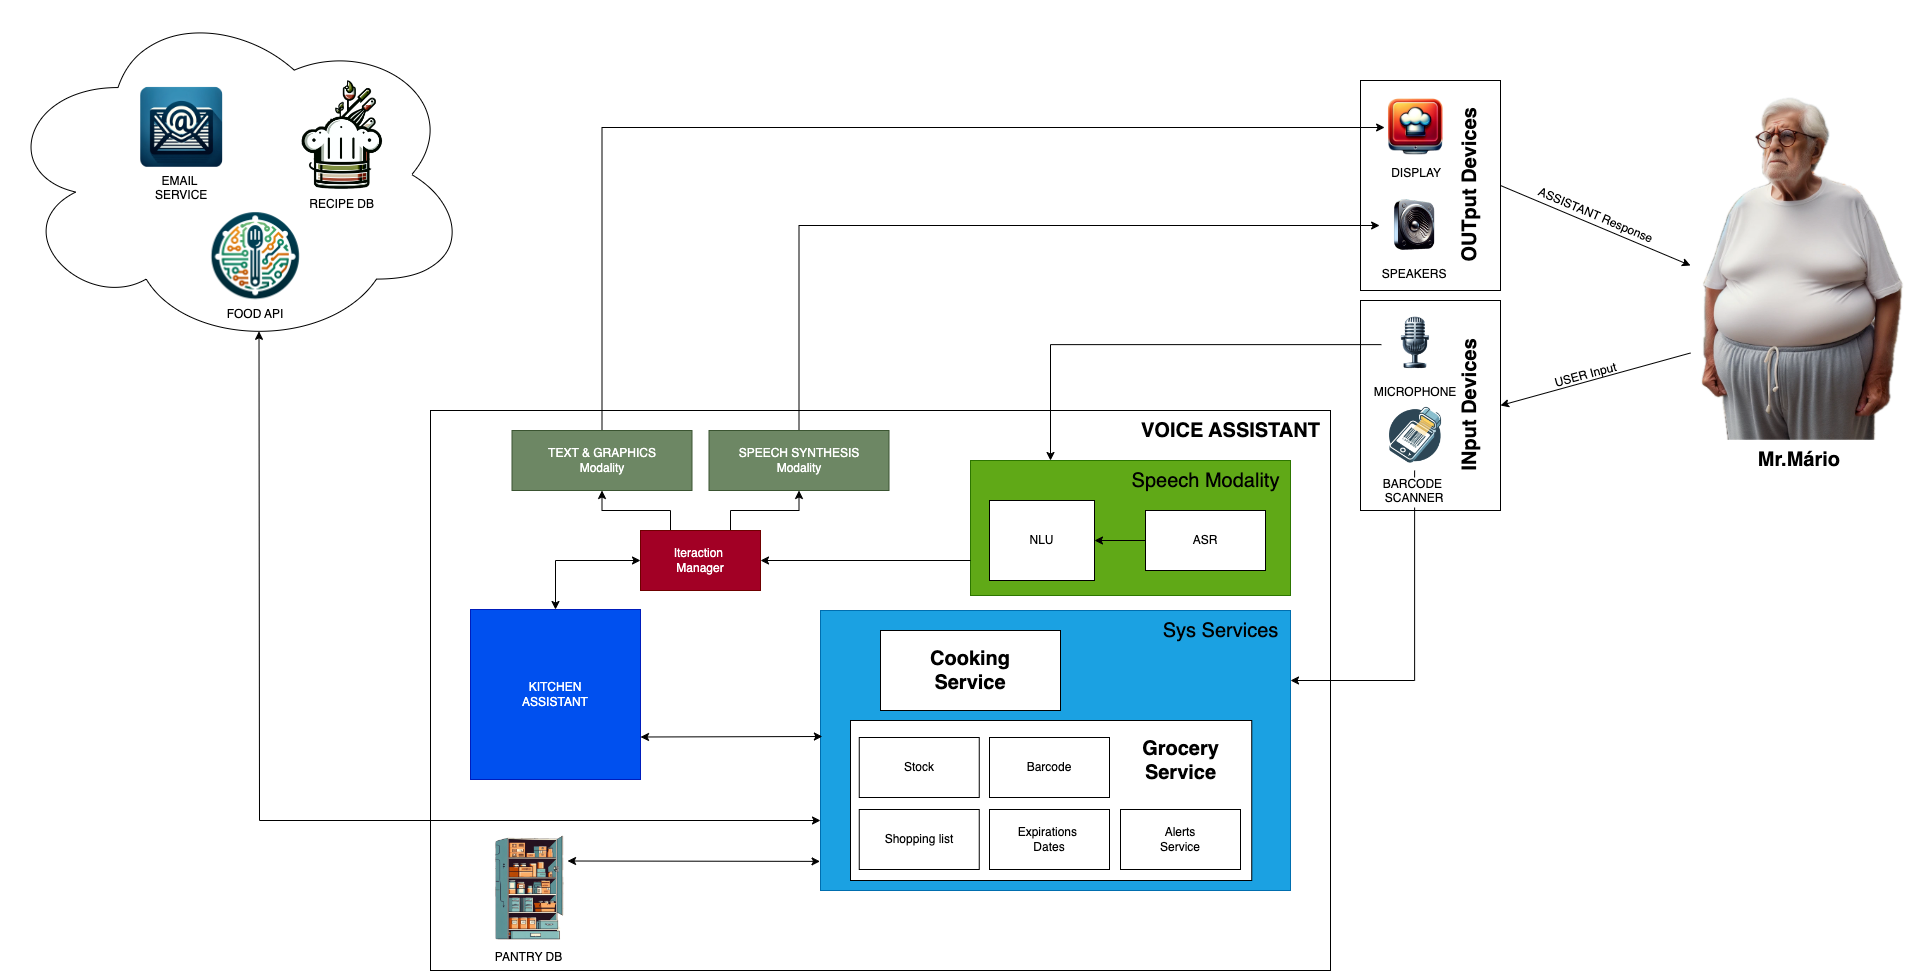 EMAIL
SERVICE
RECIPE DB
FOOD API
DISPLAY
SPEAKERS
OUTput Devices
ASSISTANT Response
MICROPHONE
BARCODE
SCANNER
INput Devices
USER Input
Mr.Mário
VOICE ASSISTANT
TEXT & GRAPHICS
Modality
SPEECH SYNTHESIS
Modality
Speech Modality
NLU
ASR
Iteraction
Manager
KITCHEN
ASSISTANT
Sys Services
Cooking
Service
Grocery
Service
Stock
Barcode
Shopping list
Expirations
Dates
Alerts
Service
PANTRY DB